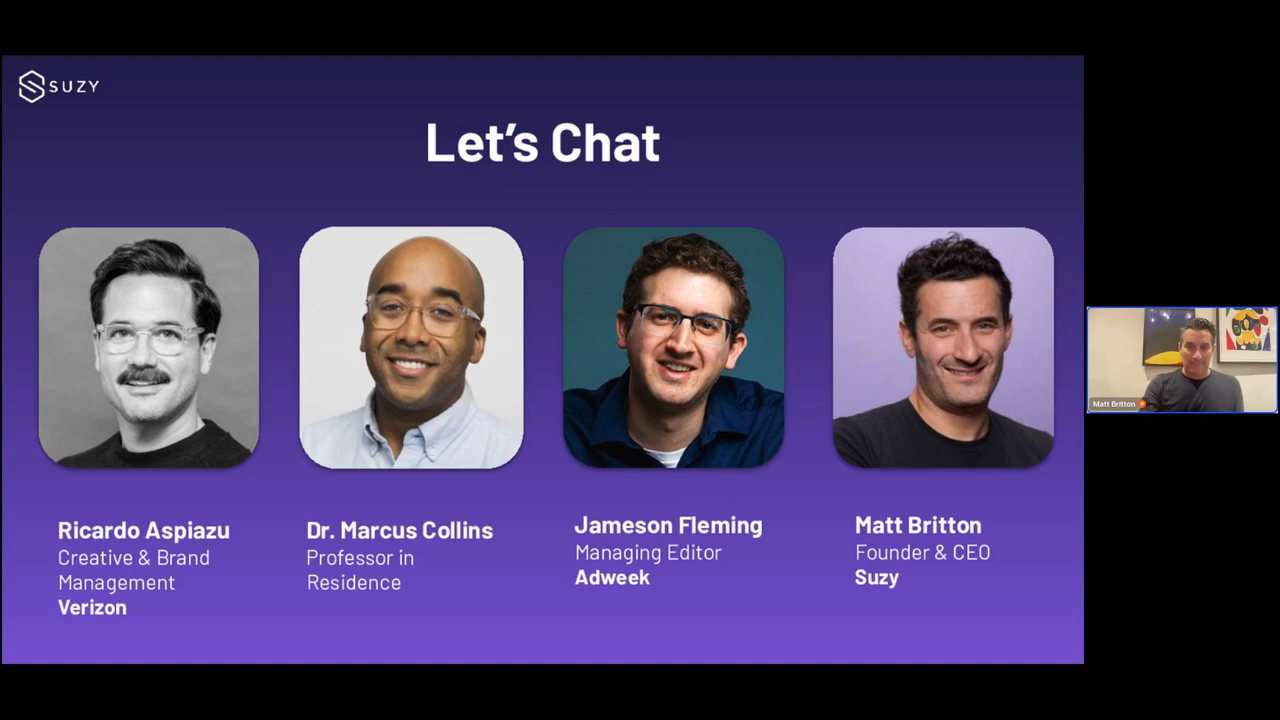 SUZY
Let's Chat
Ricardo Aspiazu
Creative & Brand
Management
Verizon
Dr. Marcus Collins
Professor in
Residence
Jameson Fleming
Managing Editor
Adweek
Matt Britton
Founder & CEO
Suzy
Matt Britton